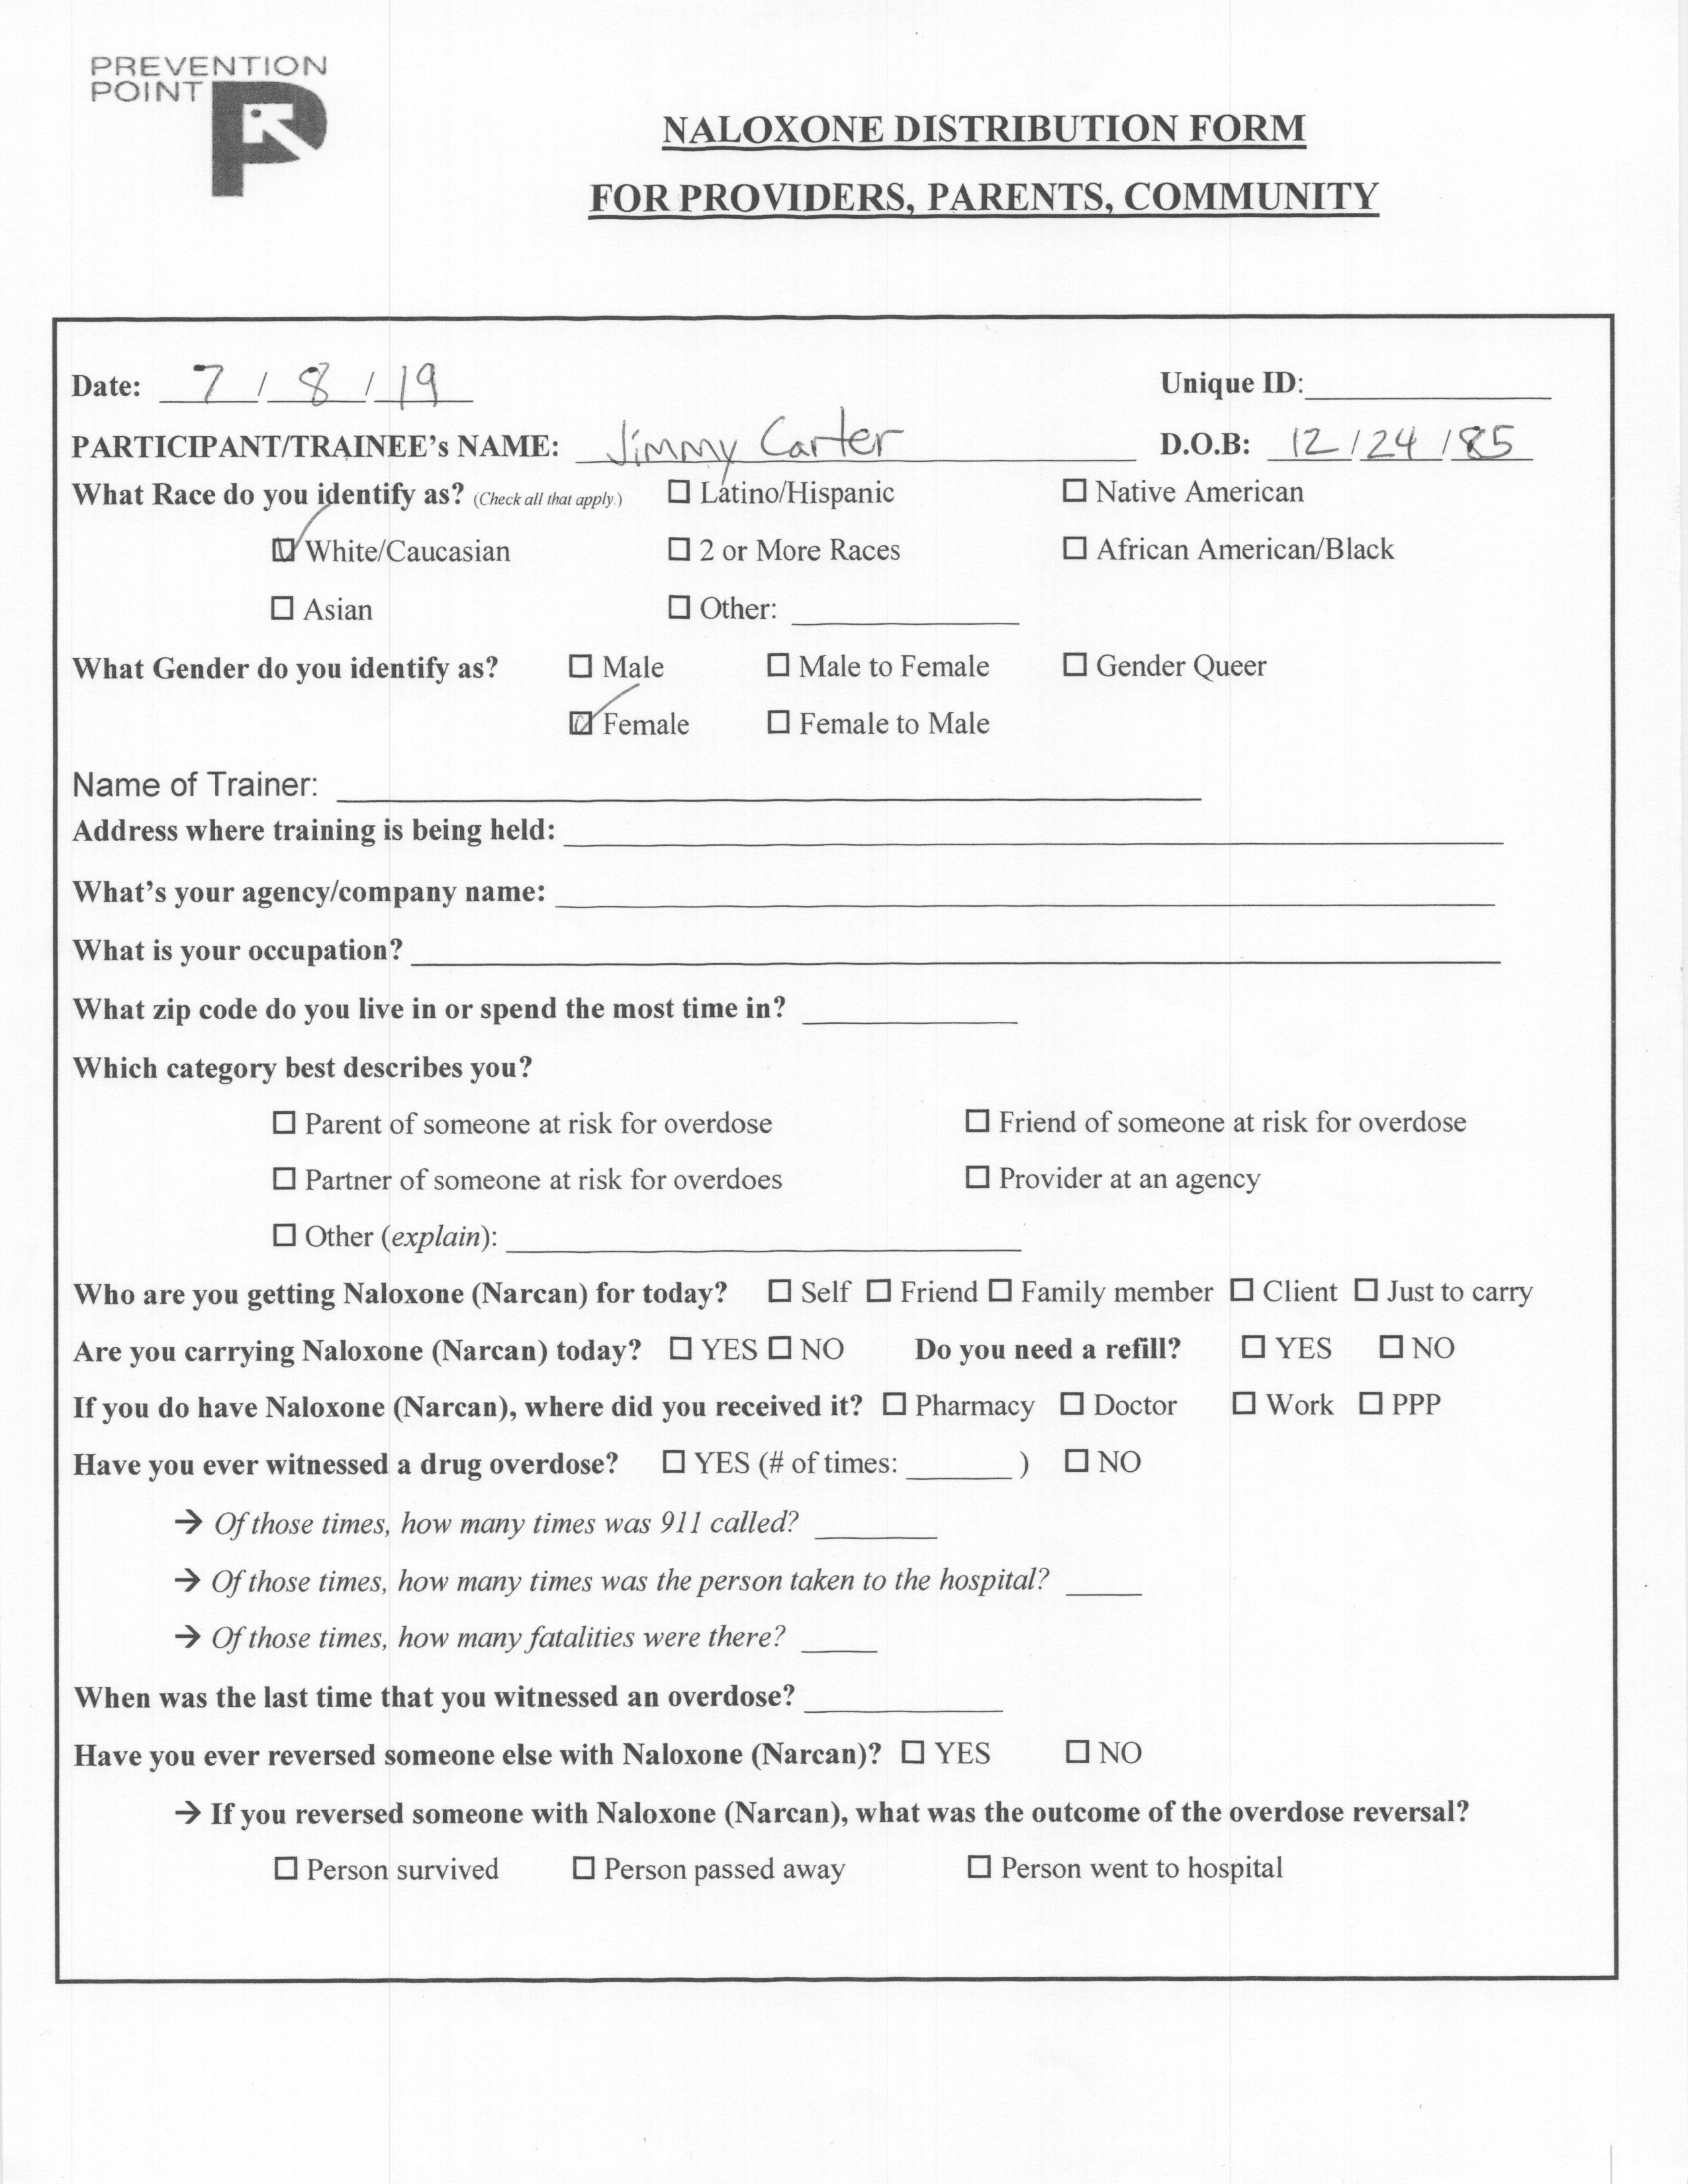 PREVENTION
POINT
NALOXONE DISTRIBUTION FORM
FOR PROVIDERS, PARENTS, COMMUNITY
Date: 7 / 8 / 19 Unique ID:
PARTICIPANT/TRAINEE's NAME: Jimmy Carter D.O.B: 12 / 24 / 85
What Race do you identify as? (Check all that apply.) ☐ Latino/Hispanic ☐ Native American
☑ White/Caucasian ☐ 2 or More Races ☐ African American/Black
☐ Asian ☐ Other:
What Gender do you identify as? ☐ Male ☐ Male to Female ☐ Gender Queer
☑ Female ☐ Female to Male
Name of Trainer:
Address where training is being held:
What's your agency/company name:
What is your occupation?
What zip code do you live in or spend the most time in?
Which category best describes you?
☐ Parent of someone at risk for overdose ☐ Friend of someone at risk for overdose
☐ Partner of someone at risk for overdoes ☐ Provider at an agency
☐ Other (explain):
Who are you getting Naloxone (Narcan) for today? ☐ Self ☐ Friend ☐ Family member ☐ Client ☐ Just to carry
Are you carrying Naloxone (Narcan) today? ☐ YES ☐ NO Do you need a refill? ☐ YES ☐ NO
If you do have Naloxone (Narcan), where did you received it? ☐ Pharmacy ☐ Doctor ☐ Work ☐ PPP
Have you ever witnessed a drug overdose? ☐ YES (# of times: ) ☐ NO
→ Of those times, how many times was 911 called?
→ Of those times, how many times was the person taken to the hospital?
→ Of those times, how many fatalities were there?
When was the last time that you witnessed an overdose?
Have you ever reversed someone else with Naloxone (Narcan)? ☐ YES ☐ NO
→ If you reversed someone with Naloxone (Narcan), what was the outcome of the overdose reversal?
☐ Person survived ☐ Person passed away ☐ Person went to hospital